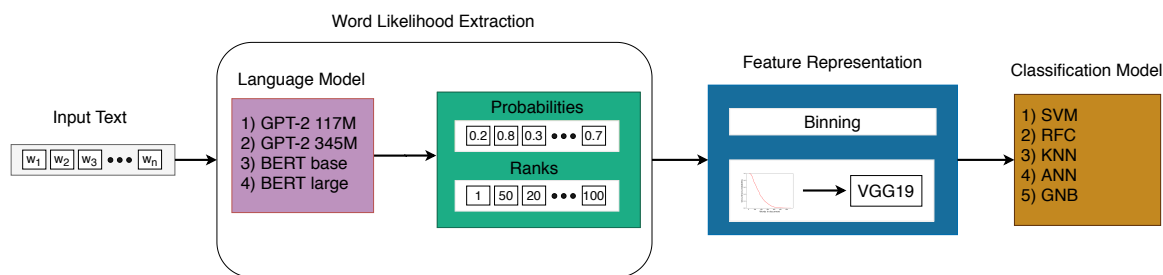 Word Likelihood Extraction
Input Text
w1 w2 w3 ••• wn
Language Model
1) GPT-2 117M
2) GPT-2 345M
3) BERT base
4) BERT large
Probabilities
0.2 0.8 0.3 ••• 0.7
Ranks
1 50 20 ••• 100
Feature Representation
Binning
VGG19
Classification Model
1) SVM
2) RFC
3) KNN
4) ANN
5) GNB